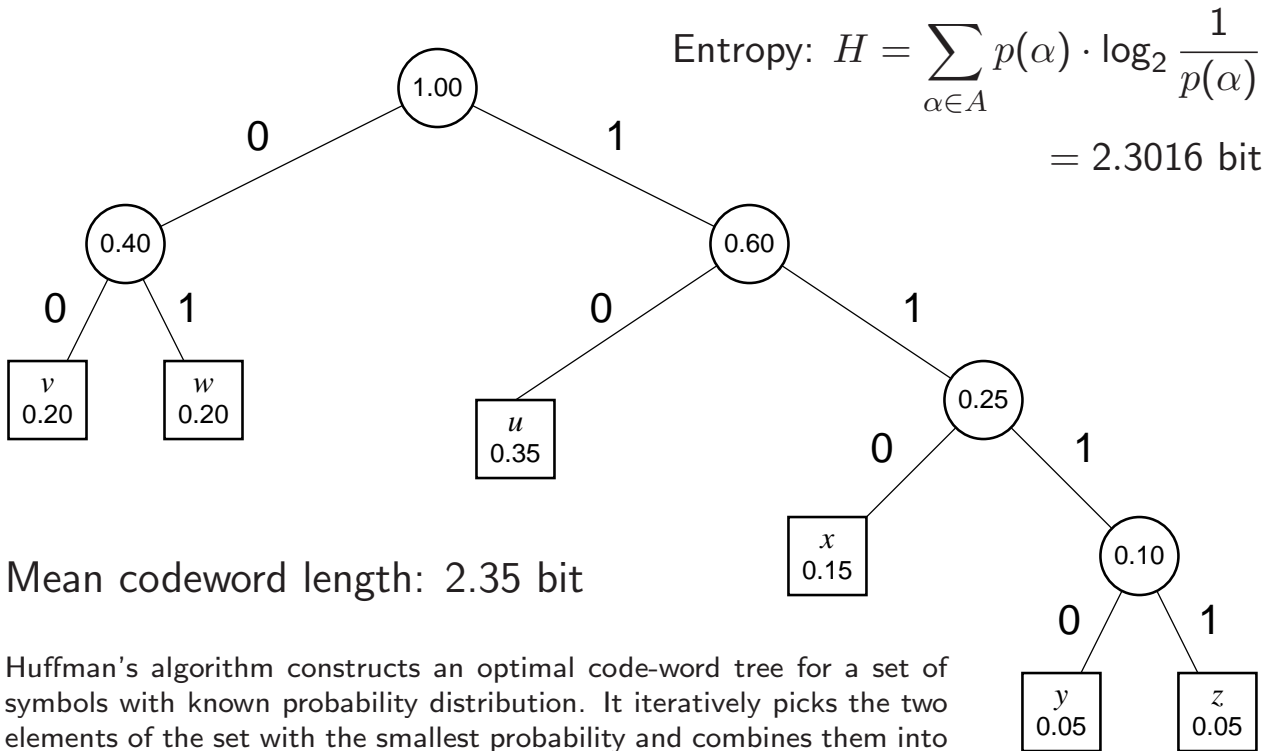 Entropy: H = ∑α∈A p(α) · log₂ 1/p(α)
= 2.3016 bit
1.00
0
1
0.40
0.60
0
1
0
1
v
0.20
w
0.20
u
0.35
0.25
0
1
x
0.15
0.10
0
1
y
0.05
z
0.05
Mean codeword length: 2.35 bit
Huffman's algorithm constructs an optimal code-word tree for a set of
symbols with known probability distribution. It iteratively picks the two
elements of the set with the smallest probability and combines them into